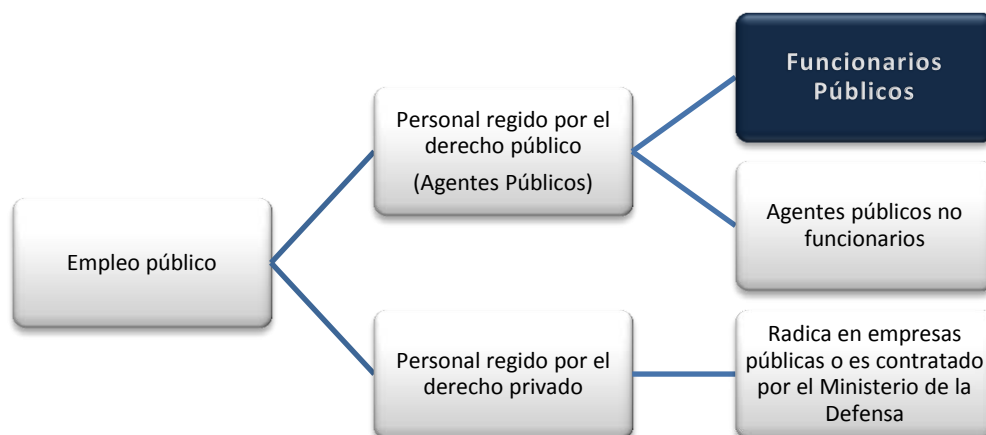 Empleo público
Personal regido por el
derecho público
(Agentes Públicos)
Funcionarios
Públicos
Agentes públicos no
funcionarios
Personal regido por el
derecho privado
Radica en empresas
públicas o es contratado
por el Ministerio de la
Defensa